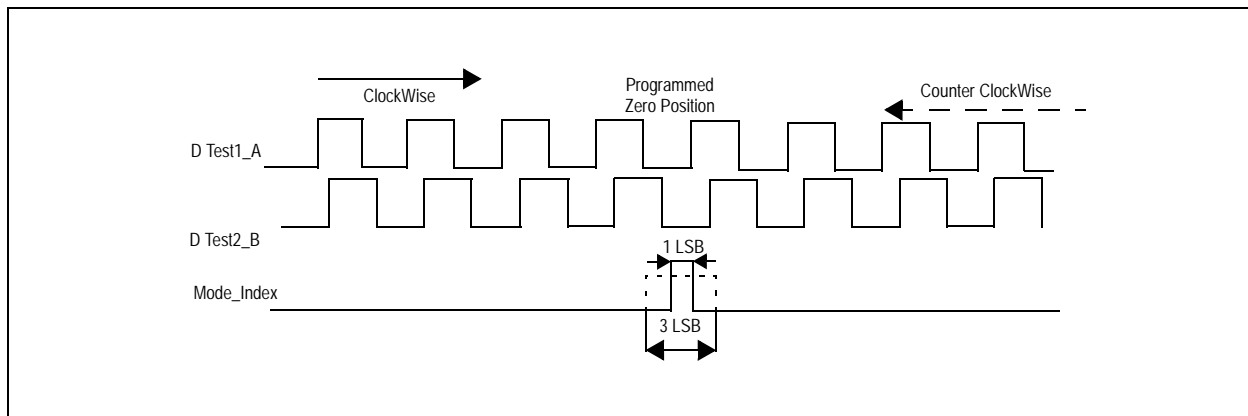 ClockWise
Programmed
Zero Position
Counter ClockWise
D Test1_A
D Test2_B
1 LSB
Mode_Index
3 LSB